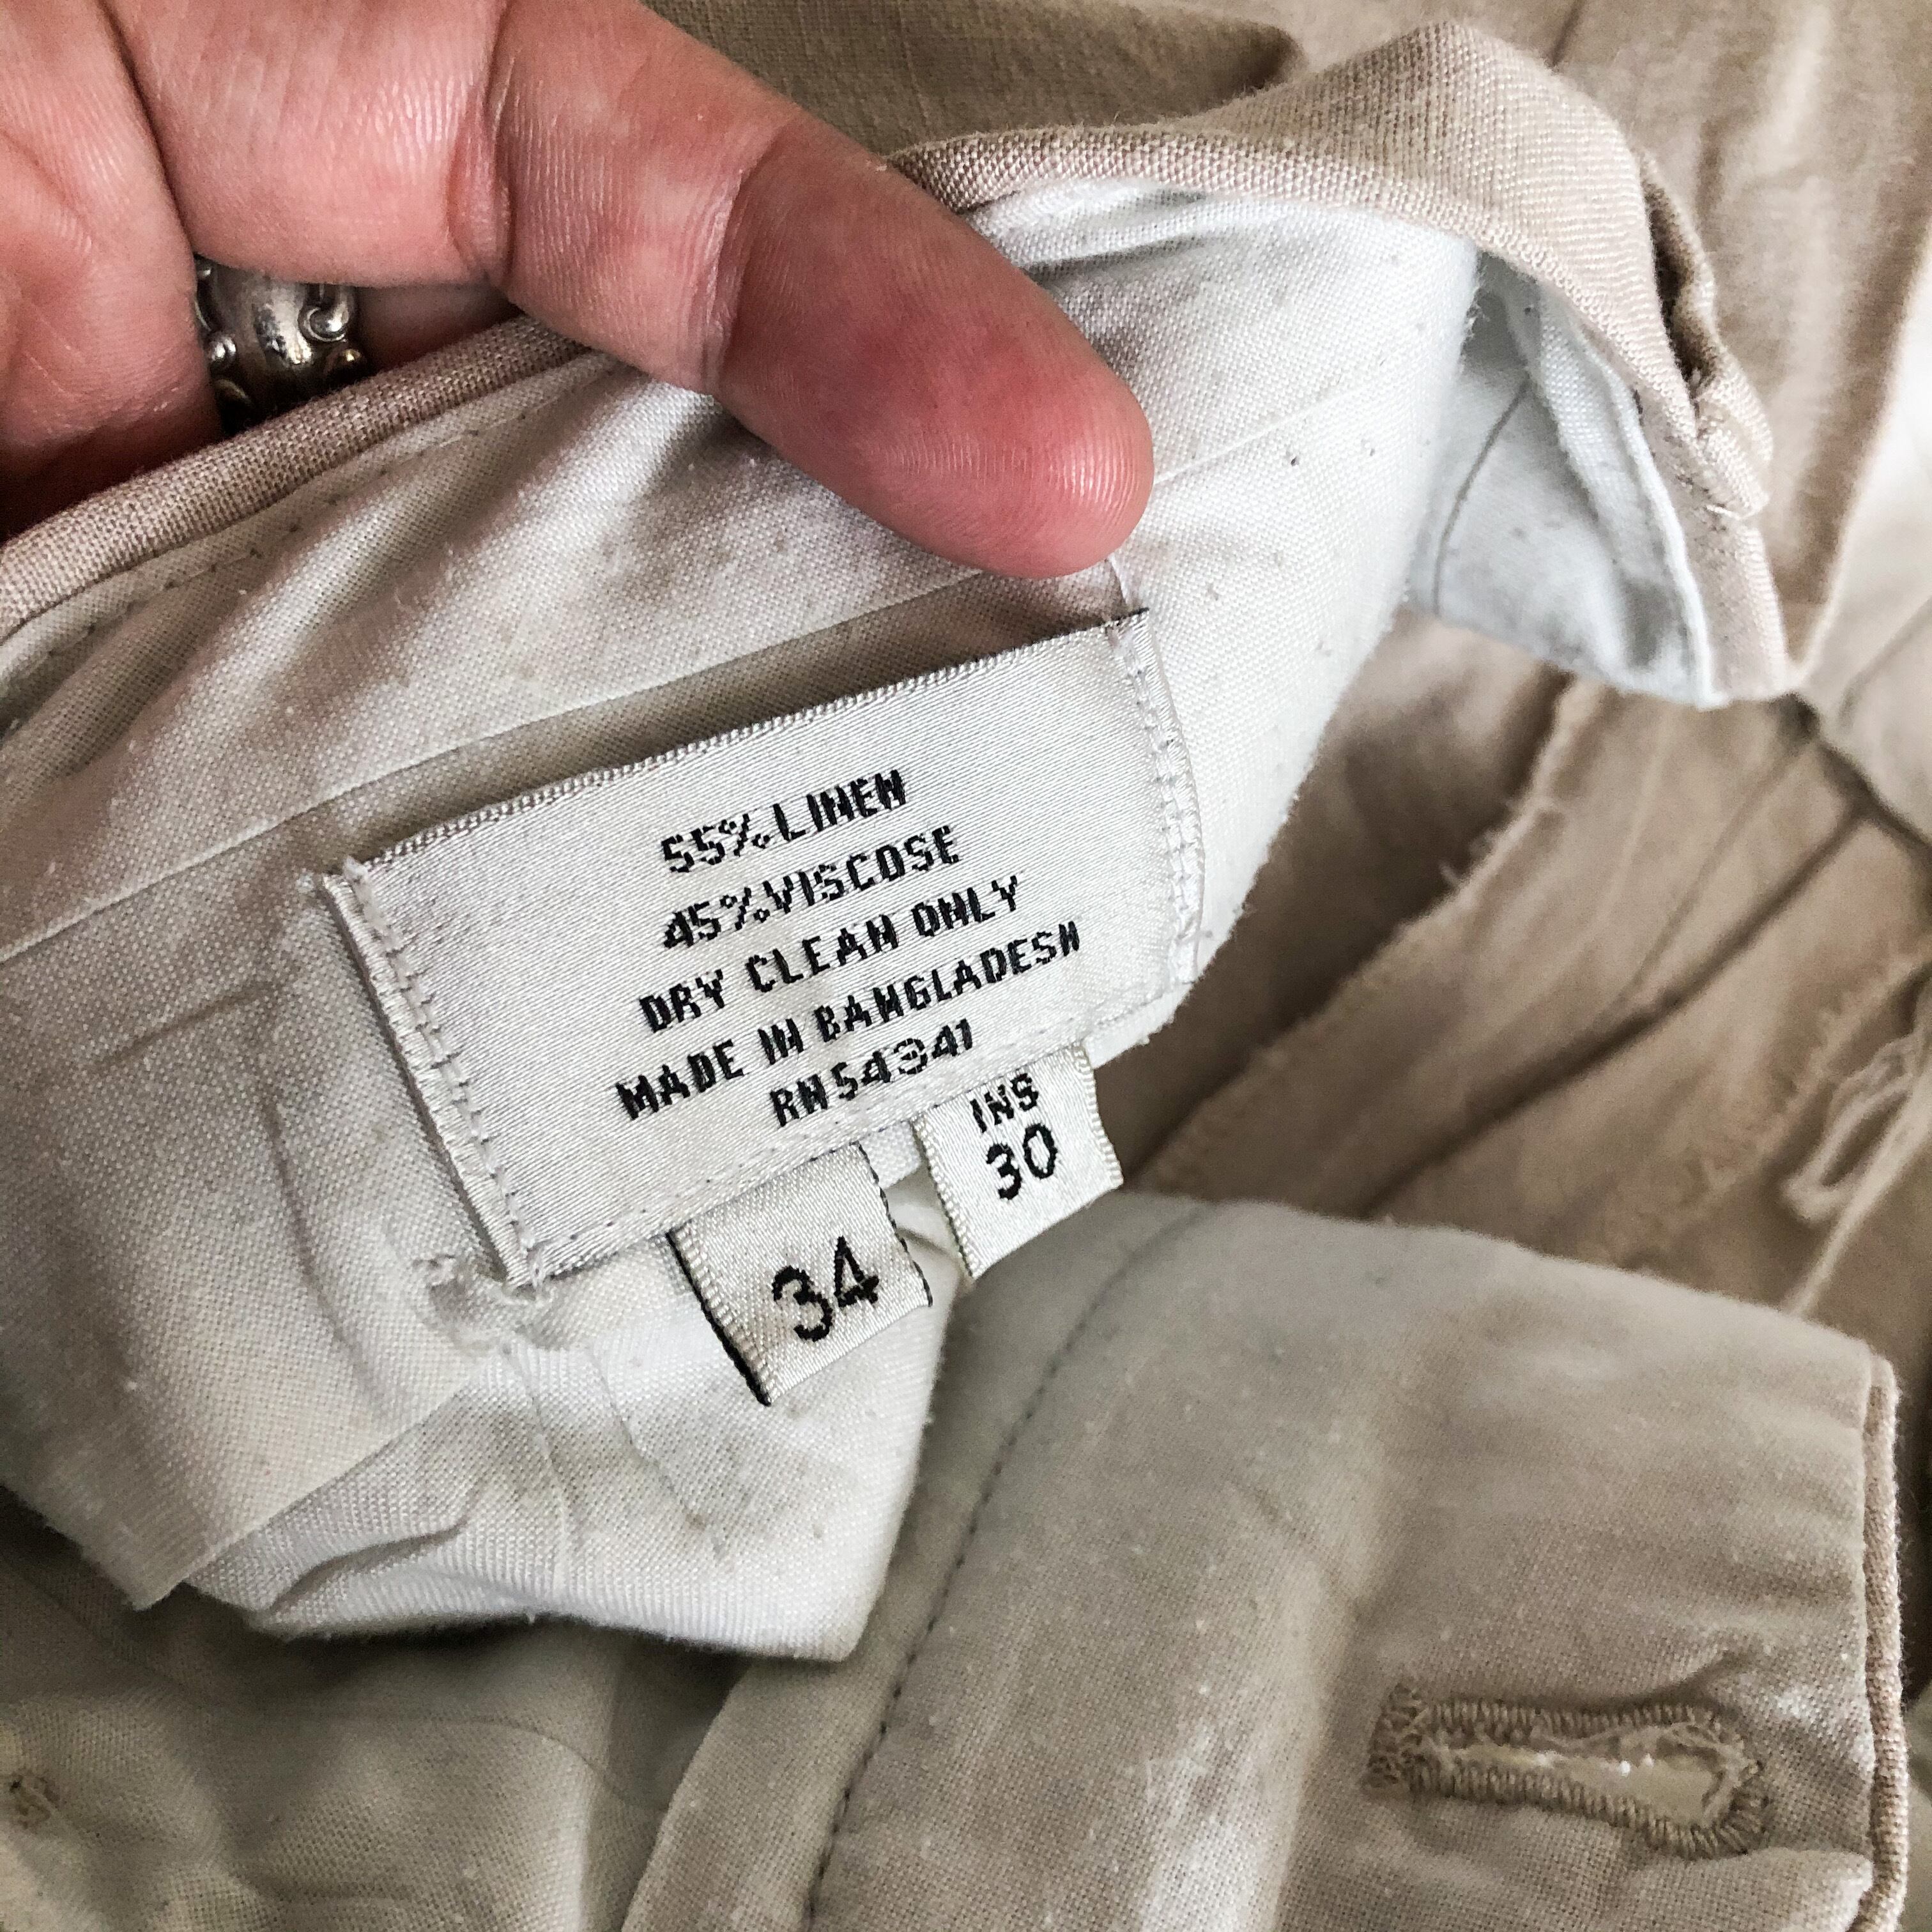 55% LINEN
45% VISCOSE
DRY CLEAN ONLY
MADE IN BANGLADESH
RN54341
INS
30
34